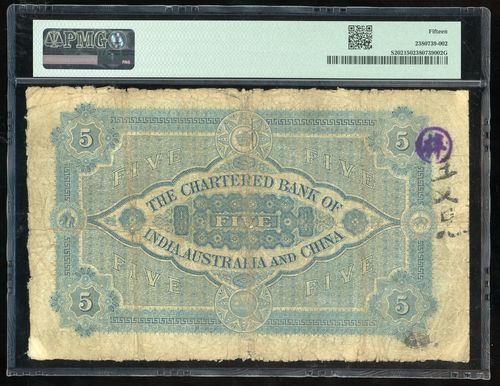 PMG
Fifteen
2380739-002
S2021502380739002G
5 5
FIVE FIVE
THE CHARTERED BANK OF
FIVE
INDIA AUSTRALIA AND CHINA
FIVE FIVE
5 5